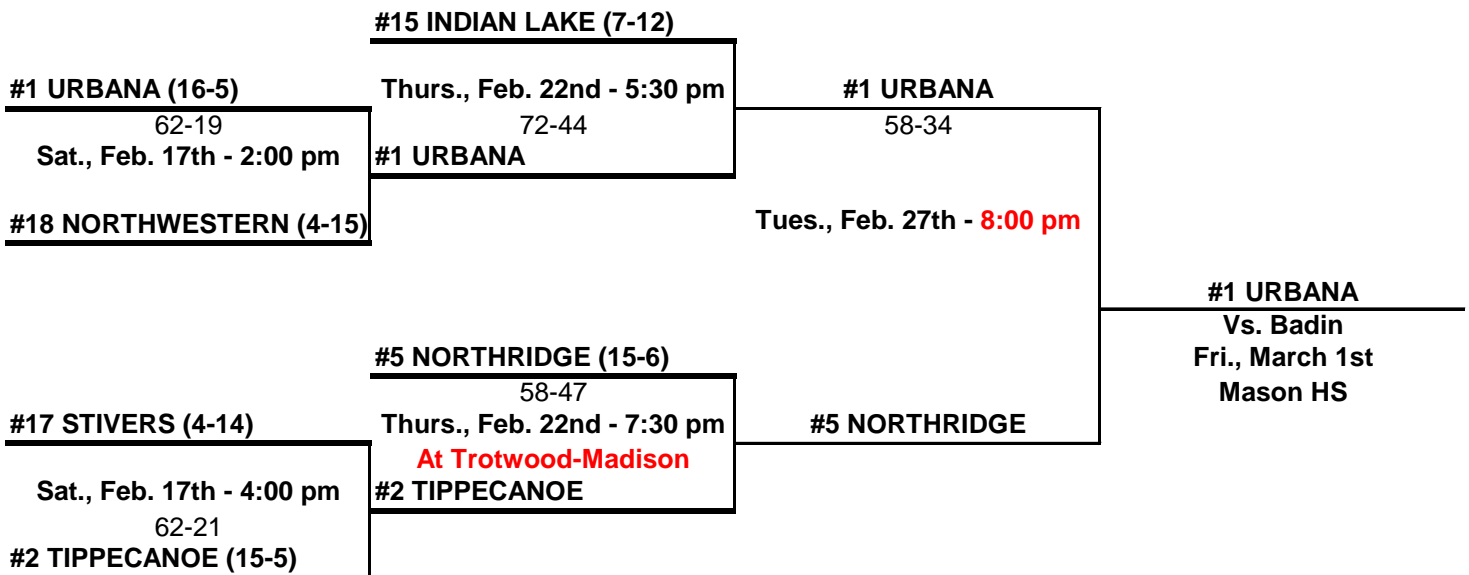 #15 INDIAN LAKE (7-12)
#1 URBANA (16-5)
62-19
Sat., Feb. 17th - 2:00 pm
#18 NORTHWESTERN (4-15)
Thurs., Feb. 22nd - 5:30 pm
72-44
#1 URBANA
#1 URBANA
58-34
Tues., Feb. 27th - 8:00 pm
#1 URBANA
Vs. Badin
Fri., March 1st
Mason HS
#5 NORTHRIDGE (15-6)
58-47
Thurs., Feb. 22nd - 7:30 pm
At Trotwood-Madison
#2 TIPPECANOE
#5 NORTHRIDGE
#17 STIVERS (4-14)
Sat., Feb. 17th - 4:00 pm
62-21
#2 TIPPECANOE (15-5)